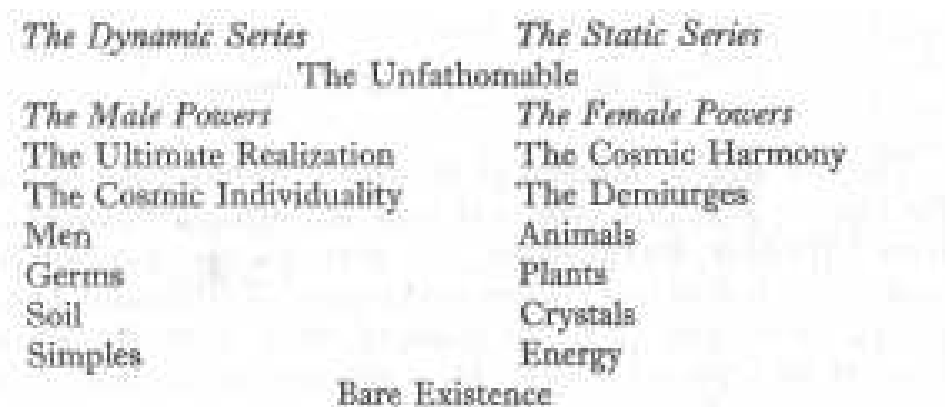 The Dynamic Series The Static Series
The Unfathomable
The Male Powers The Female Powers
The Ultimate Realization The Cosmic Harmony
The Cosmic Individuality The Demiurges
Men Animals
Germs Plants
Soil Crystals
Simples Energy
Bare Existence